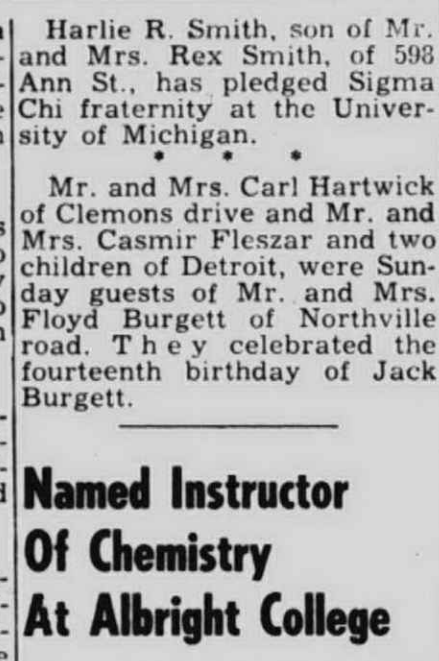 Harlie R. Smith, son of Mr.
and Mrs. Rex Smith, of 598
Ann St., has pledged Sigma
Chi fraternity at the Univer-
sity of Michigan.
* * *
Mr. and Mrs. Carl Hartwick
of Clemons drive and Mr. and
Mrs. Casmir Fleszar and two
children of Detroit, were Sun-
day guests of Mr. and Mrs.
Floyd Burgett of Northville
road. They celebrated the
fourteenth birthday of Jack
Burgett.
Named Instructor
Of Chemistry
At Albright College